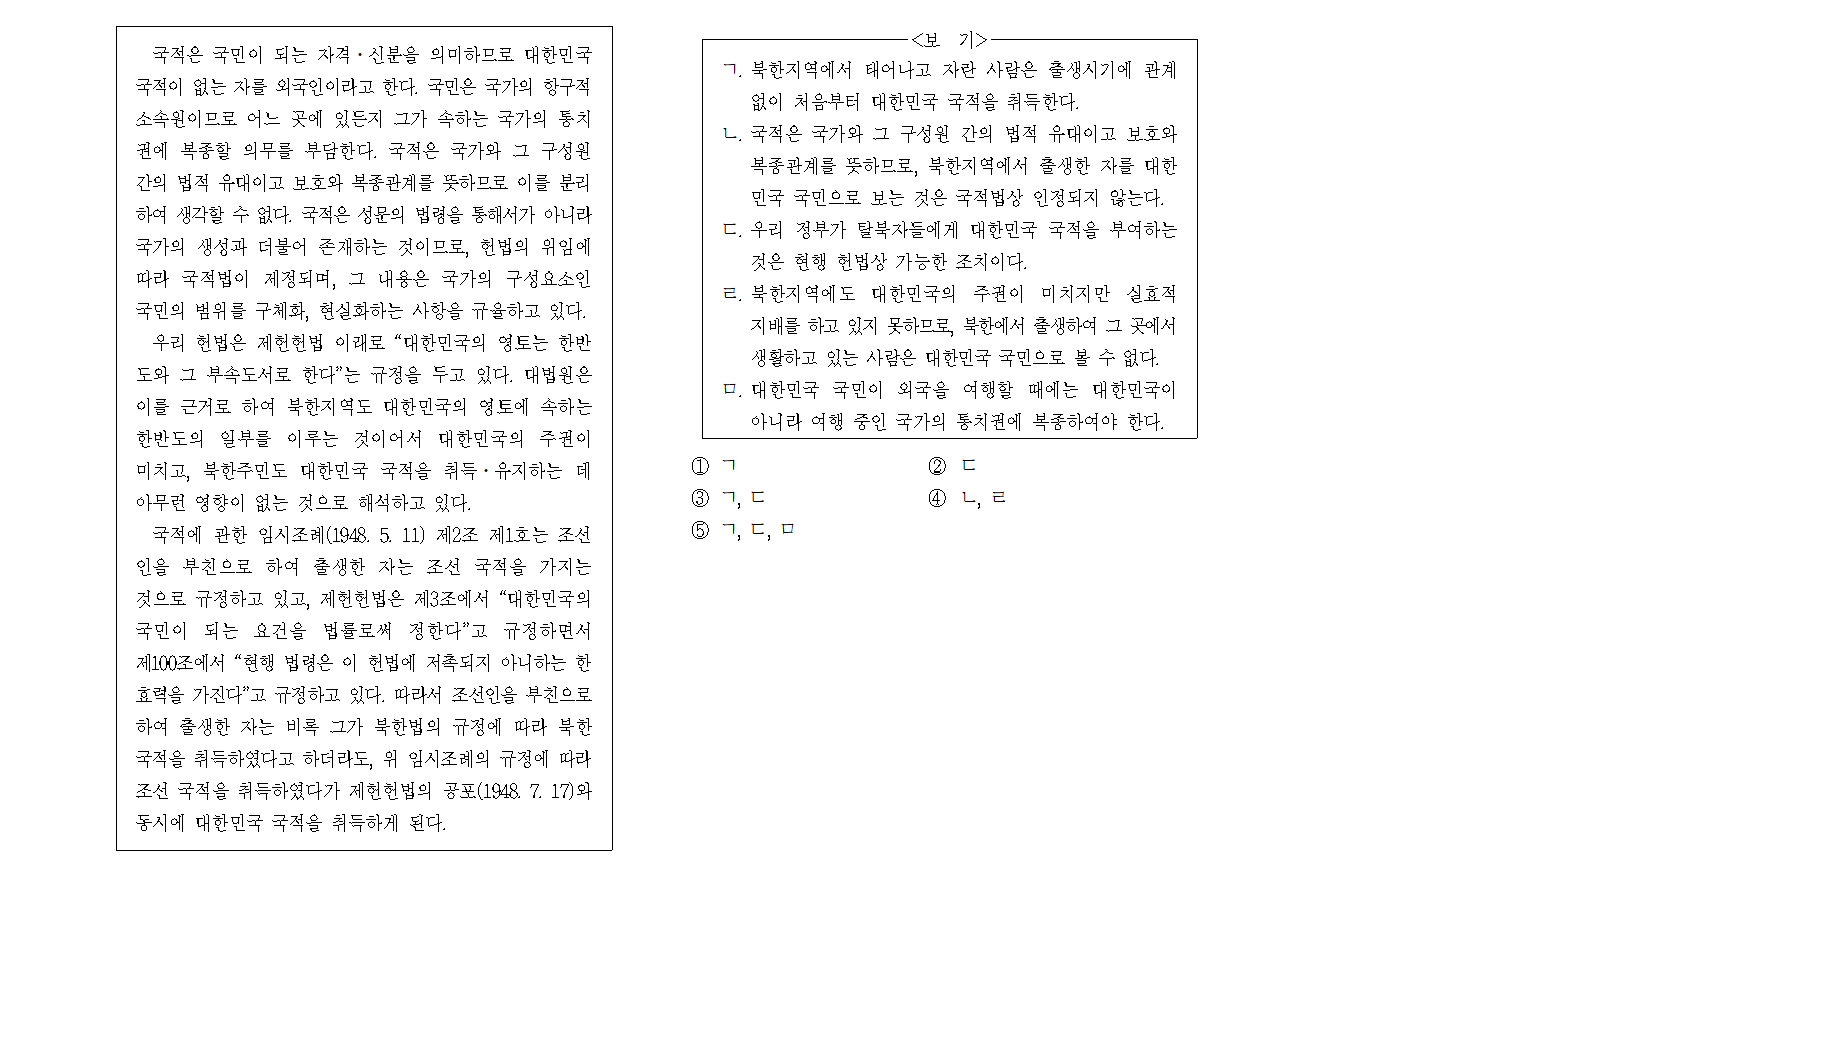 국적은 국민이 되는 자격·신분을 의미하므로 대한민국
국적이 없는 자를 외국인이라고 한다. 국민은 국가의 항구적
소속원이므로 어느 곳에 있든지 그가 속하는 국가의 통치
권에 복종할 의무를 부담한다. 국적은 국가와 그 구성원
간의 법적 유대이고 보호와 복종관계를 뜻하므로 이를 분리
하여 생각할 수 없다. 국적은 성문의 법령을 통해서가 아니라
국가의 생성과 더불어 존재하는 것이므로, 헌법의 위임에
따라 국적법이 제정되며, 그 내용은 국가의 구성요소인
국민의 범위를 구체화, 현실화하는 사항을 규율하고 있다.
우리 헌법은 제헌헌법 이래로 “대한민국의 영토는 한반
도와 그 부속도서로 한다”는 규정을 두고 있다. 대법원은
이를 근거로 하여 북한지역도 대한민국의 영토에 속하는
한반도의 일부를 이루는 것이어서 대한민국의 주권이
미치고, 북한주민도 대한민국 국적을 취득·유지하는 데
아무런 영향이 없는 것으로 해석하고 있다.
국적에 관한 임시조례(1948. 5. 11) 제2조 제1호는 조선
인을 부친으로 하여 출생한 자는 조선 국적을 가지는
것으로 규정하고 있고, 제헌헌법은 제3조에서 “대한민국의
국민이 되는 요건을 법률로써 정한다”고 규정하면서
제100조에서 “현행 법령은 이 헌법에 저촉되지 아니하는 한
효력을 가진다”고 규정하고 있다. 따라서 조선인을 부친으로
하여 출생한 자는 비록 그가 북한법의 규정에 따라 북한
국적을 취득하였다고 하더라도, 위 임시조례의 규정에 따라
조선 국적을 취득하였다가 제헌헌법의 공포(1948. 7. 17)와
동시에 대한민국 국적을 취득하게 된다.
<보 기>
ㄱ. 북한지역에서 태어나고 자란 사람은 출생시기에 관계
없이 처음부터 대한민국 국적을 취득한다.
ㄴ. 국적은 국가와 그 구성원 간의 법적 유대이고 보호와
복종관계를 뜻하므로, 북한지역에서 출생한 자를 대한
민국 국민으로 보는 것은 국적법상 인정되지 않는다.
ㄷ. 우리 정부가 탈북자들에게 대한민국 국적을 부여하는
것은 현행 헌법상 가능한 조치이다.
ㄹ. 북한지역에도 대한민국의 주권이 미치지만 실효적
지배를 하고 있지 못하므로, 북한에서 출생하여 그 곳에서
생활하고 있는 사람은 대한민국 국민으로 볼 수 없다.
ㅁ. 대한민국 국민이 외국을 여행할 때에는 대한민국이
아니라 여행 중인 국가의 통치권에 복종하여야 한다.
① ㄱ ② ㄷ
③ ㄱ, ㄷ ④ ㄴ, ㄹ
⑤ ㄱ, ㄷ, ㅁ